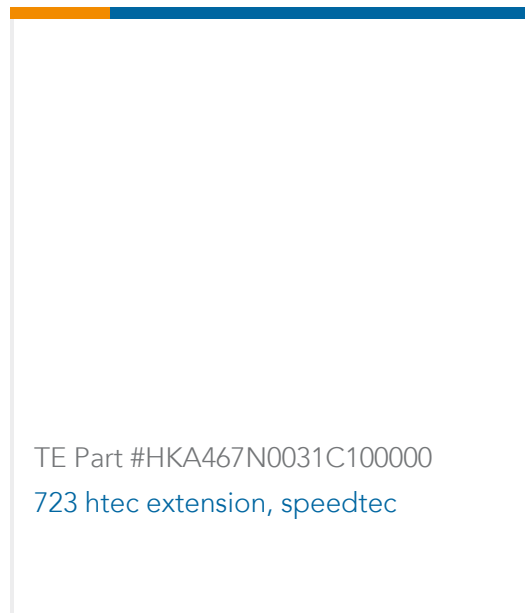 TE Part #HKA467N0031C100000
723 htec extension, speedtec